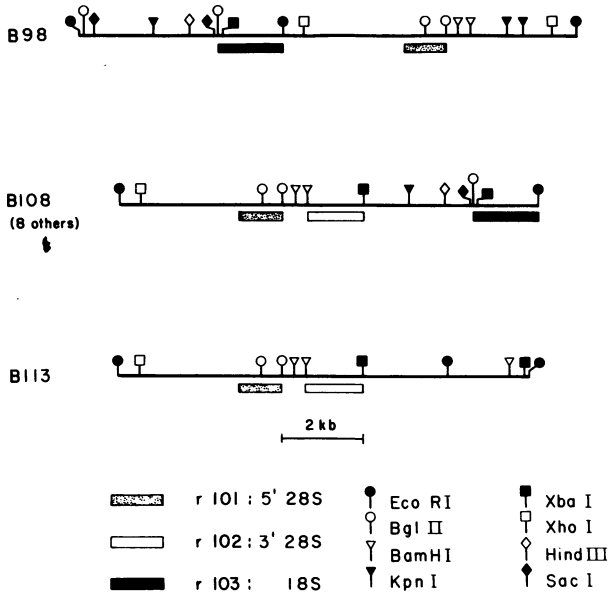 B98
B108
(8 others)
B113
2 kb
r 101 : 5' 28S
r 102 : 3' 28S
r 103 : 18S
Eco RI
Bgl II
BamHI
Kpn I
Xba I
Xho I
Hind III
Sac I